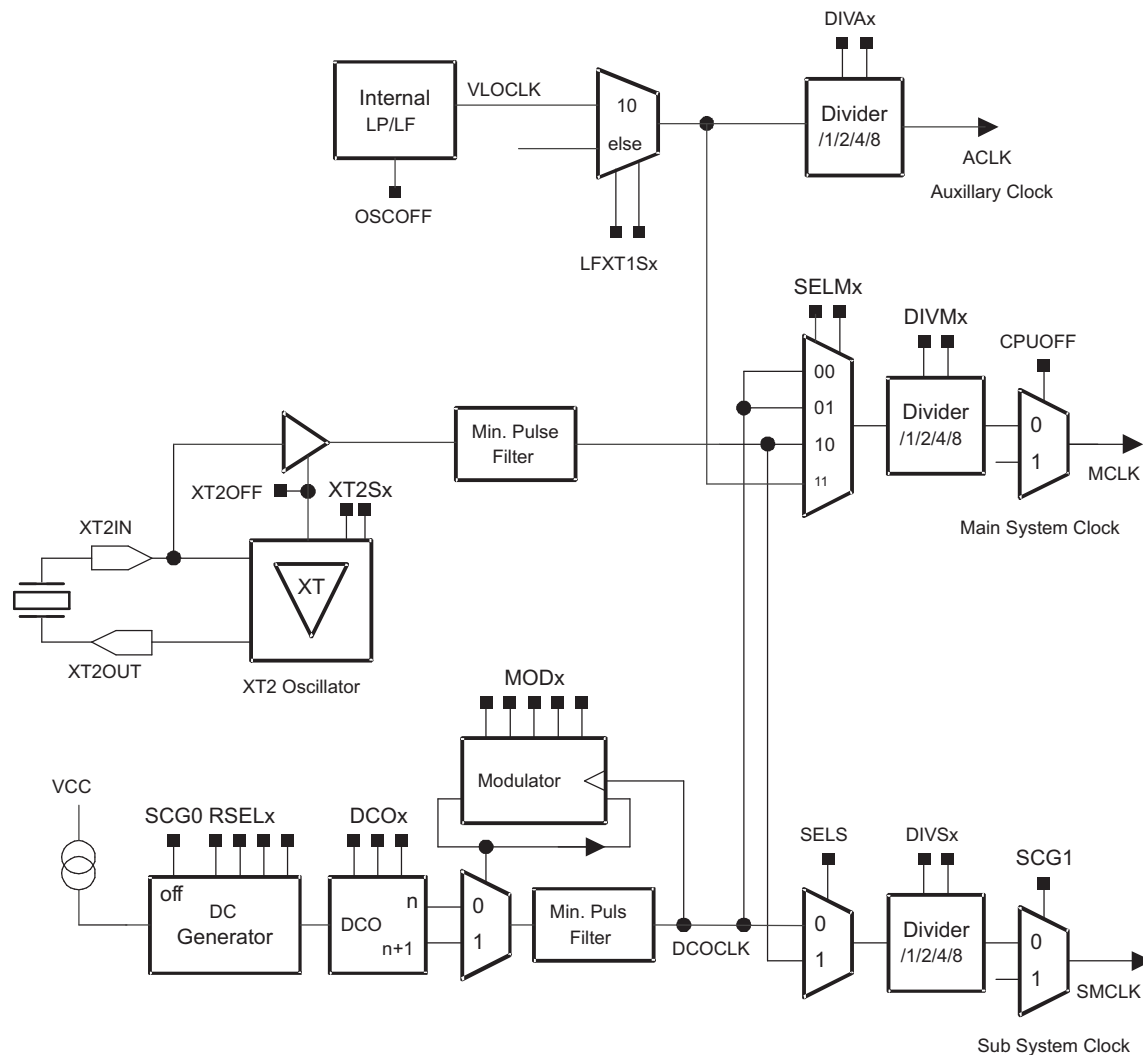 DIVAx
Internal
LP/LF
VLOCLK
10
else
Divider
/1/2/4/8
ACLK
Auxillary Clock
OSCOFF
LFXT1Sx
SELMx
DIVMx
CPUOFF
00
01
10
11
Divider
/1/2/4/8
0
1
MCLK
Main System Clock
Min. Pulse
Filter
XT2OFF
XT2Sx
XT2IN
XT
XT2OUT
XT2 Oscillator
MODx
Modulator
VCC
SCG0 RSELx
DCOx
off
DC
Generator
DCO
n
n+1
0
1
Min. Puls
Filter
DCOCLK
SELS
DIVSx
SCG1
0
1
Divider
/1/2/4/8
0
1
SMCLK
Sub System Clock